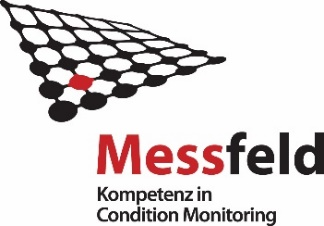 Messfeld
Kompetenz in
Condition Monitoring